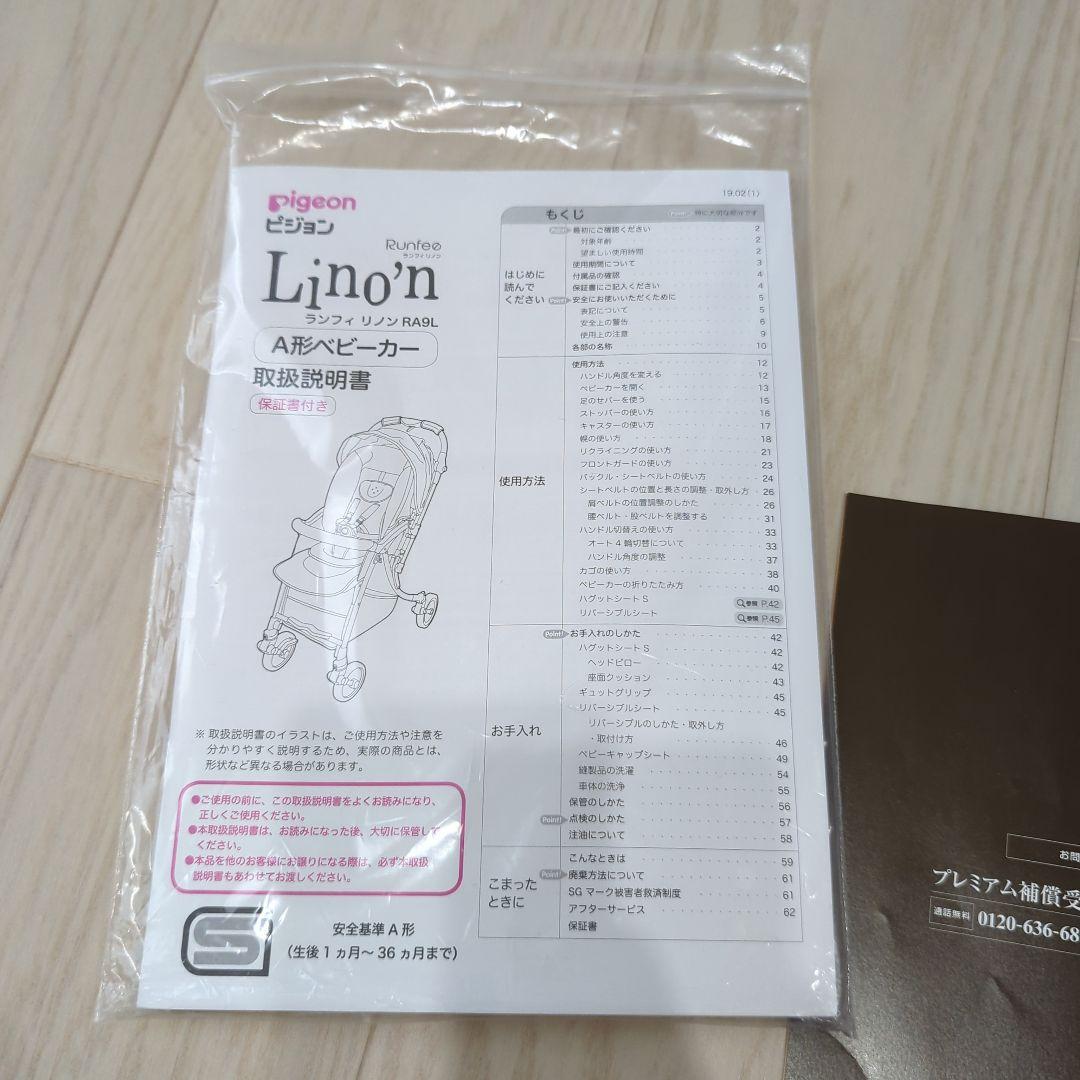 pigeon
ピジョン
Runfee
ランフィ リノン
Lino'n
ランフィ リノン RA9L
A形ベビーカー
取扱説明書
保証書付き
※ 取扱説明書のイラストは、ご使用方法や注意を
分かりやすく説明するため、実際の商品とは、
形状など異なる場合があります。
●ご使用の前に、この取扱説明書をよくお読みになり、
正しくご使用ください。
●本取扱説明書は、お読みになった後、大切に保管して
ください。
●本品を他のお客様にお譲りになる際は、必ず本取扱
説明書もあわせてお渡しください。
S
安全基準 A 形
(生後 1 ヵ月〜 36 ヵ月まで)
19.02(1)
もくじ
Point! 特に大切な部分です
はじめに
読んで
ください
Point! 最初にご確認ください 2
対象年齢 2
望ましい使用時間 2
使用期間について 3
付属品の確認 4
保証書にご記入ください 4
Point! 安全にお使いいただくために 5
表記について 5
安全上の警告 6
使用上の注意 9
各部の名称 10
使用方法
使用方法 12
ハンドル角度を変える 12
ベビーカーを開く 13
足のせバーを使う 15
ストッパーの使い方 16
キャスターの使い方 17
幌の使い方 18
リクライニングの使い方 21
フロントガードの使い方 23
バックル・シートベルトの使い方 24
シートベルトの位置と長さの調整・取外し方 26
肩ベルトの位置調整のしかた 26
腰ベルト・股ベルトを調整する 31
ハンドル切替えの使い方 33
オート 4 輪切替について 33
ハンドル角度の調整 37
カゴの使い方 38
ベビーカーの折りたたみ方 40
ハグットシート S 参照 P.42
リバーシブルシート 参照 P.45
お手入れ
Point! お手入れのしかた 42
ハグットシート S 42
ヘッドピロー 42
座面クッション 43
ギュットグリップ 45
リバーシブルシート 45
リバーシブルのしかた・取外し方
・取付け方 46
ベビーキャップシート 49
縫製品の洗濯 54
車体の洗浄 55
保管のしかた 56
Point! 点検のしかた 57
注油について 58
こまった
ときに
こんなときは 59
Point! 廃棄方法について 61
SG マーク被害者救済制度 61
アフターサービス 62
保証書
お問
プレミアム補償受
通話無料 0120-636-68